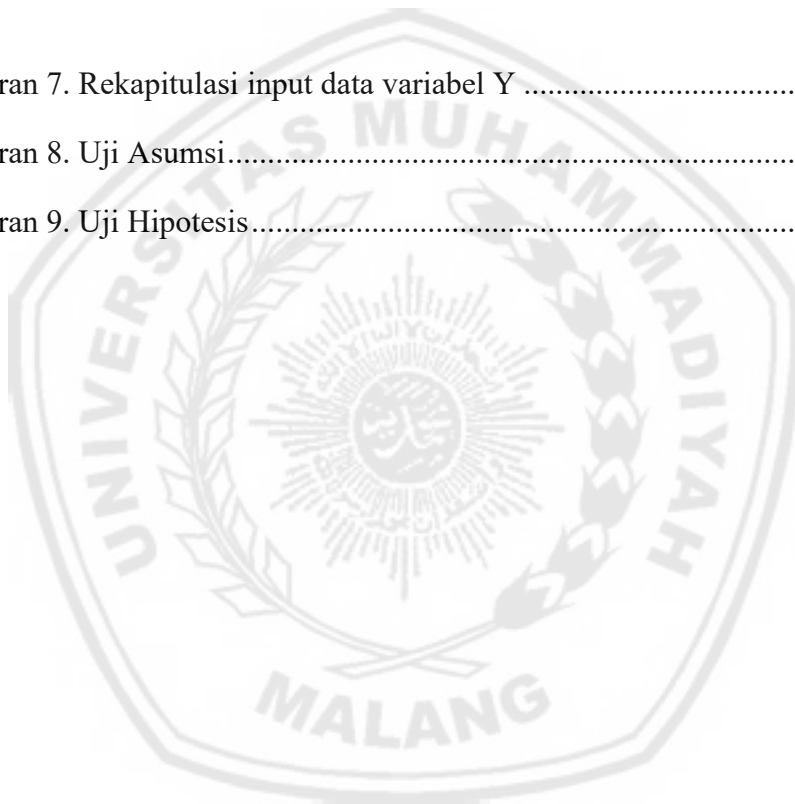 ran 7. Rekapitulasi input data variabel Y ..................................
ran 8. Uji Asumsi.......................................................................
ran 9. Uji Hipotesis....................................................................
UNIVERSITAS MUHAMMADIYAH
MALANG